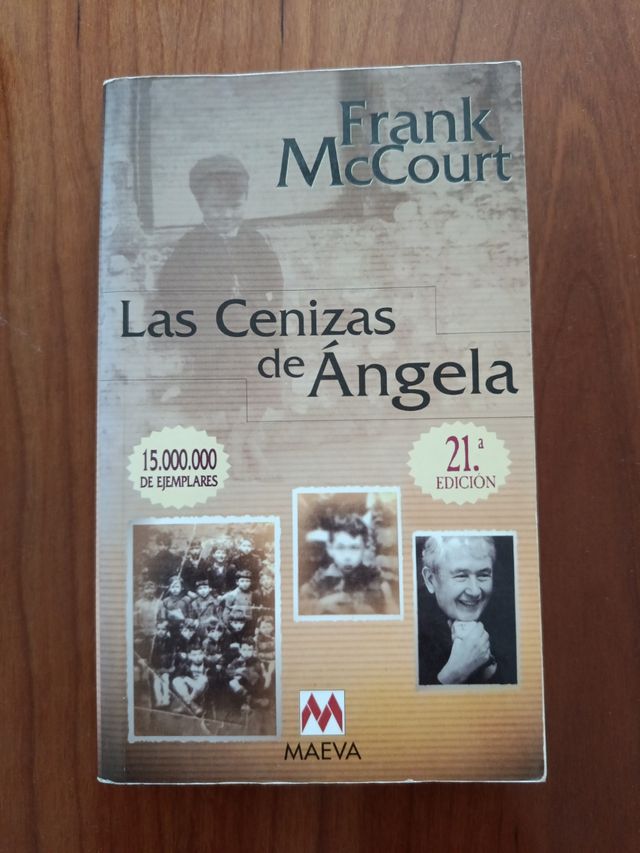 Frank
McCourt
Las Cenizas
de Ángela
15.000.000
DE EJEMPLARES
21.ª
EDICIÓN
MAEVA